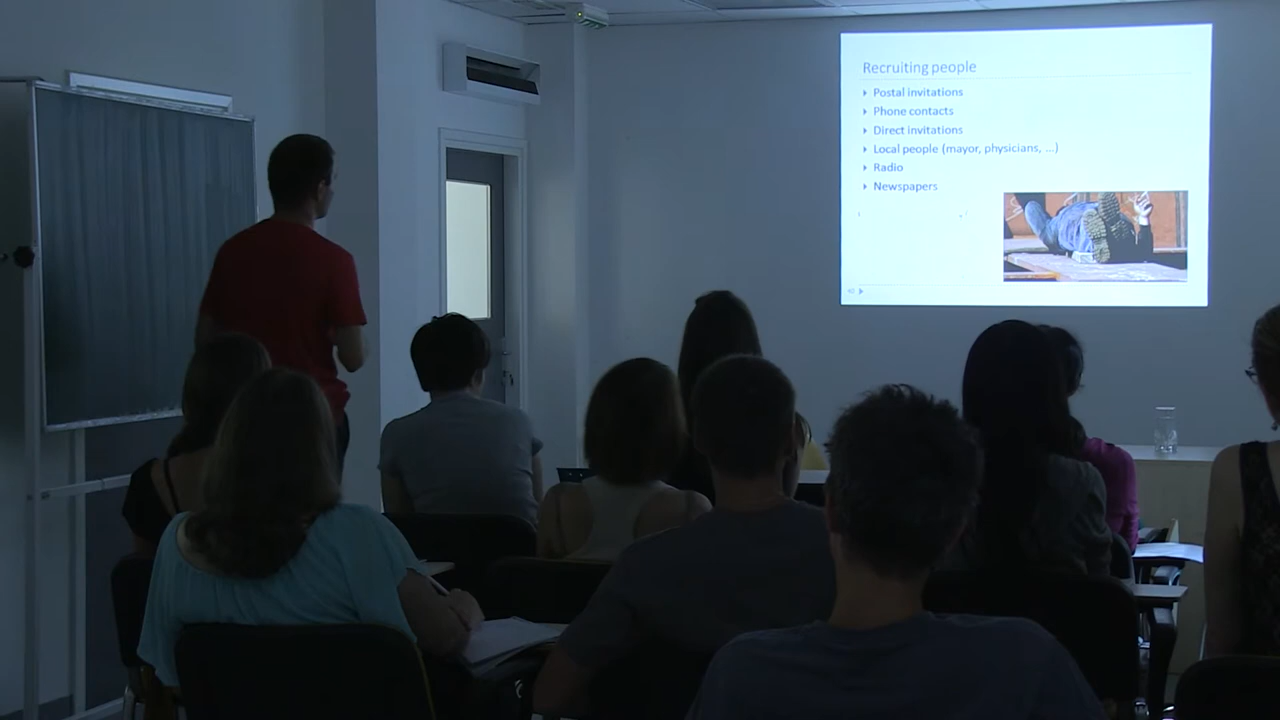 Recruiting people
Postal invitations
Phone contacts
Direct invitations
Local people (mayor, physicians, ...)
Radio
Newspapers